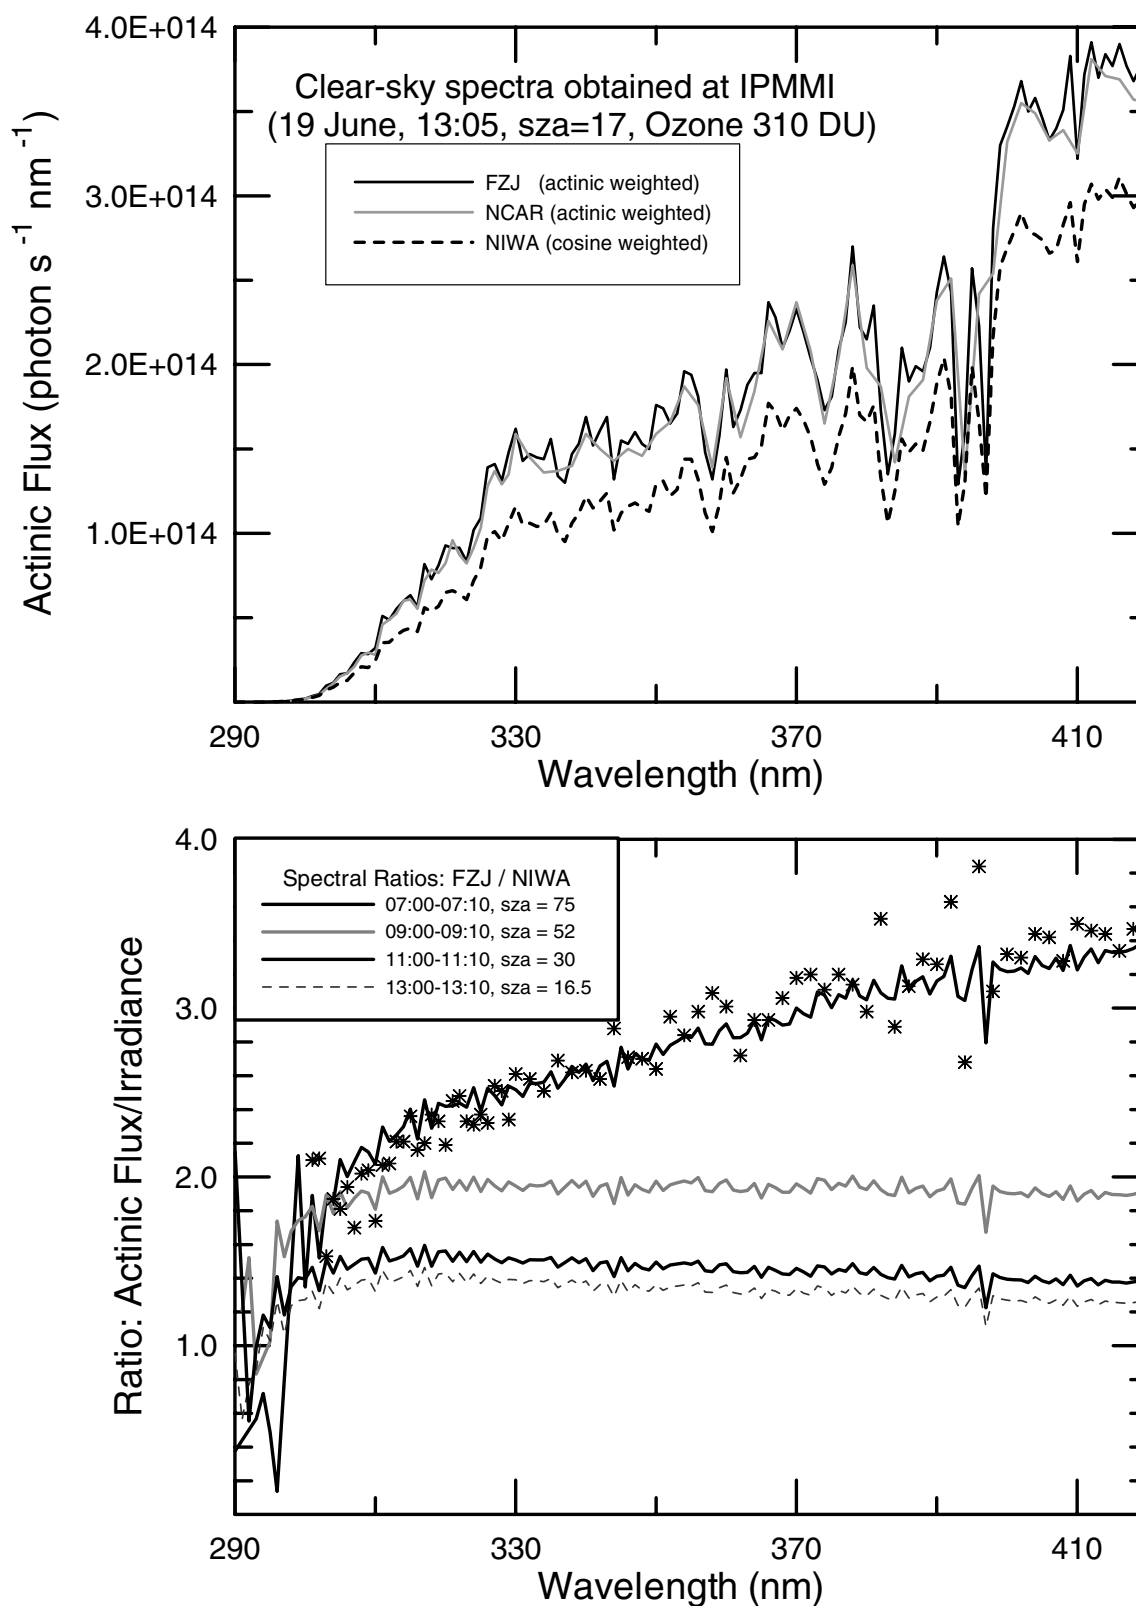 4.0E+014
3.0E+014
2.0E+014
1.0E+014
Actinic Flux (photon s⁻¹ nm⁻¹)
Clear-sky spectra obtained at IPMMI
(19 June, 13:05, sza=17, Ozone 310 DU)
FZJ (actinic weighted)
NCAR (actinic weighted)
NIWA (cosine weighted)
290 330 370 410
Wavelength (nm)
4.0
3.0
2.0
1.0
Ratio: Actinic Flux/Irradiance
Spectral Ratios: FZJ / NIWA
07:00-07:10, sza = 75
09:00-09:10, sza = 52
11:00-11:10, sza = 30
13:00-13:10, sza = 16.5
290 330 370 410
Wavelength (nm)